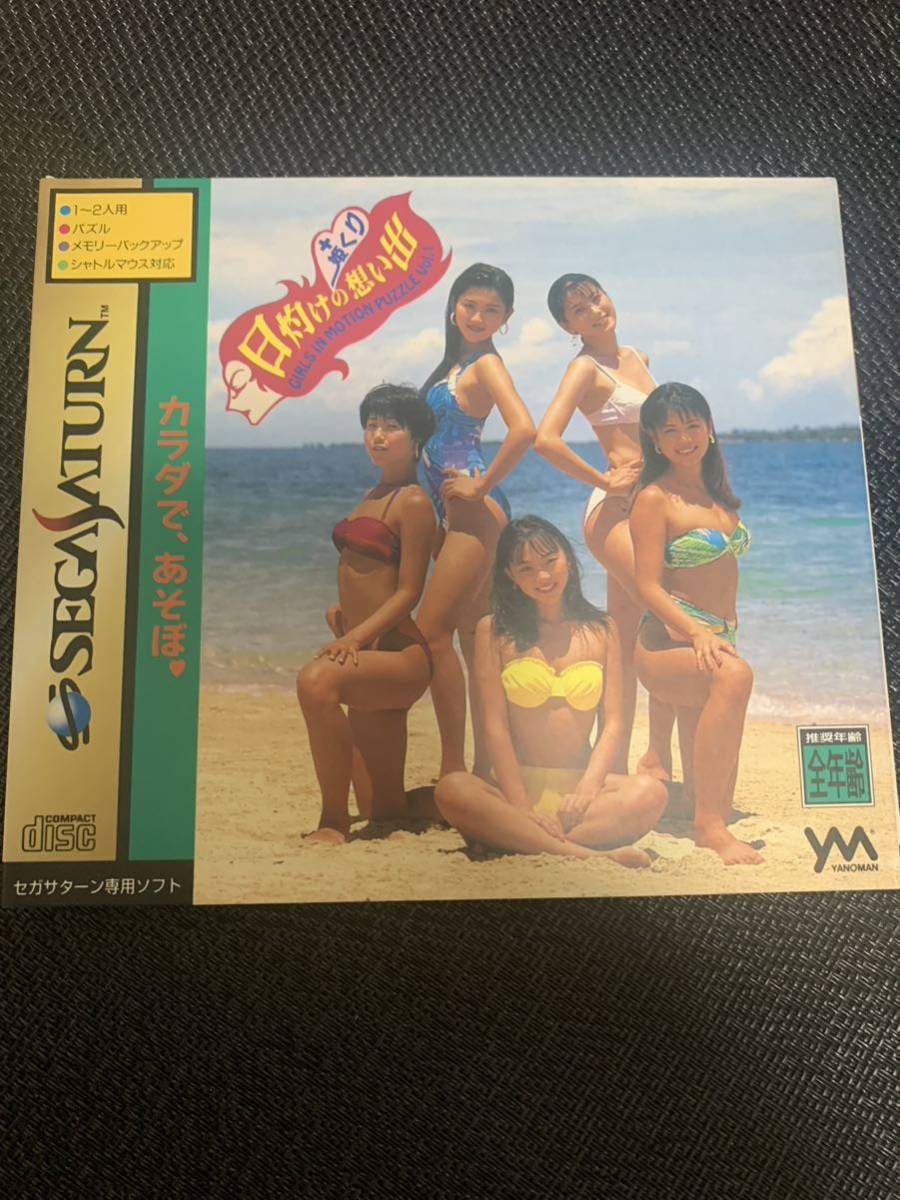 ●1〜2人用
●パズル
●メモリーバックアップ
●シャトルマウス対応
SEGA SATURN™
カラダで、あそぼ♥
COMPACT
disc
セガサターン専用ソフト
日灼けの想い出
+
姫くり
GIRLS IN MOTION PUZZLE Vol.1
推奨年齢
全年齢
YM®
YANOMAN